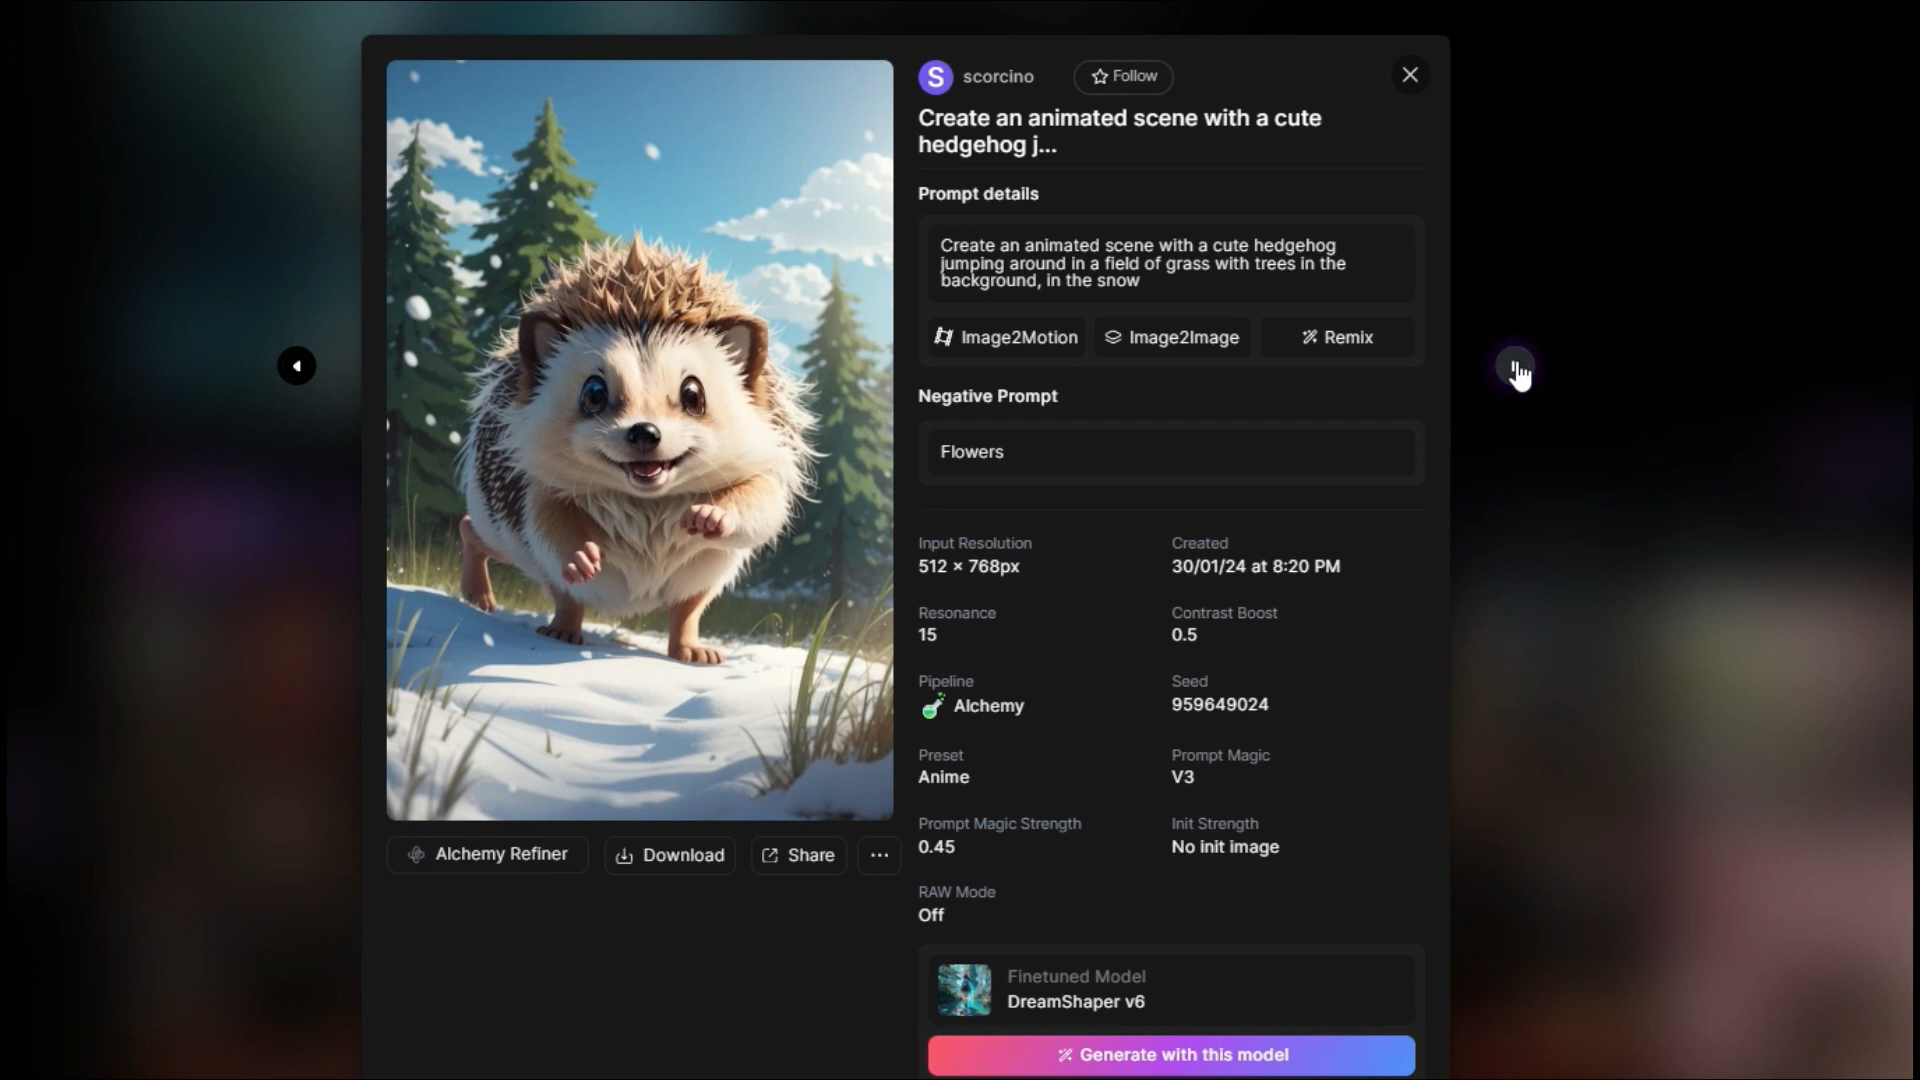 S scorcino
Follow
Create an animated scene with a cute
hedgehog j...
Prompt details
Create an animated scene with a cute hedgehog
jumping around in a field of grass with trees in the
background, in the snow
Image2Motion
Image2Image
Remix
Negative Prompt
Flowers
Input Resolution
512 × 768px
Created
30/01/24 at 8:20 PM
Resonance
15
Contrast Boost
0.5
Pipeline
Alchemy
Seed
959649024
Preset
Anime
Prompt Magic
V3
Prompt Magic Strength
0.45
Init Strength
No init image
RAW Mode
Off
Finetuned Model
DreamShaper v6
Generate with this model
Alchemy Refiner
Download
Share